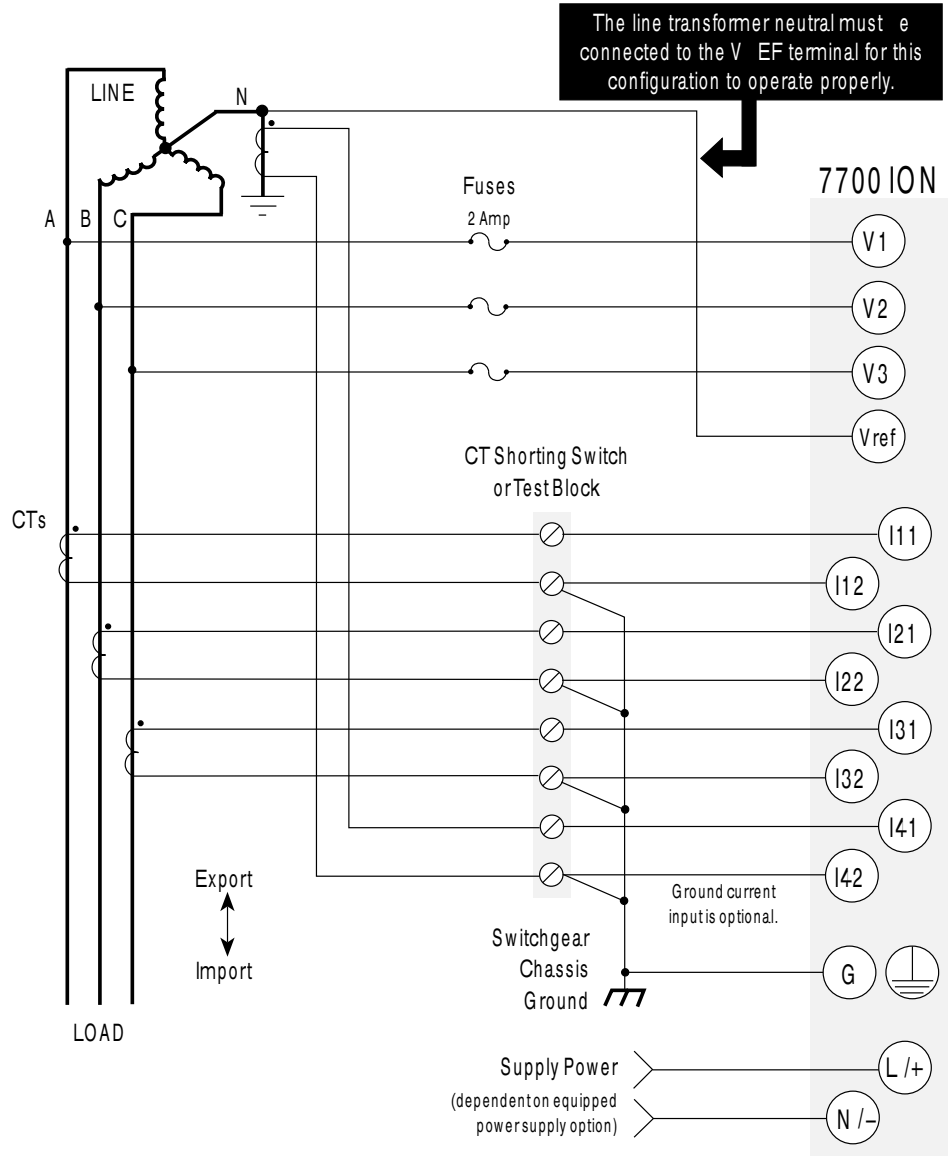 The line transformer neutral must e
connected to the V EF terminal for this
configuration to operate properly.
LINE
N
7700 ION
A
B
C
Fuses
2 Amp
V1
V2
V3
Vref
CT Shorting Switch
or Test Block
CTs
I11
I12
I21
I22
I31
I32
I41
I42
Export
Import
Ground current
input is optional.
Switchgear
Chassis
Ground
G
LOAD
Supply Power
(dependent on equipped
power supply option)
L /+
N /–